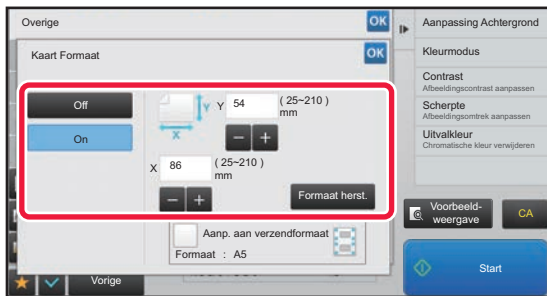 Overige
OK
Kaart Formaat
OK
Off
On
Y
X
Y 54 ( 25~210 )
mm
X 86 ( 25~210 )
mm
Formaat herst.
Aanp. aan verzendformaat
Formaat : A5
Vorige
Aanpassing Achtergrond
Kleurmodus
Contrast
Afbeeldingscontrast aanpassen
Scherpte
Afbeeldingsomtrek aanpassen
Uitvalkleur
Chromatische kleur verwijderen
Voorbeeld-
weergave
CA
Start